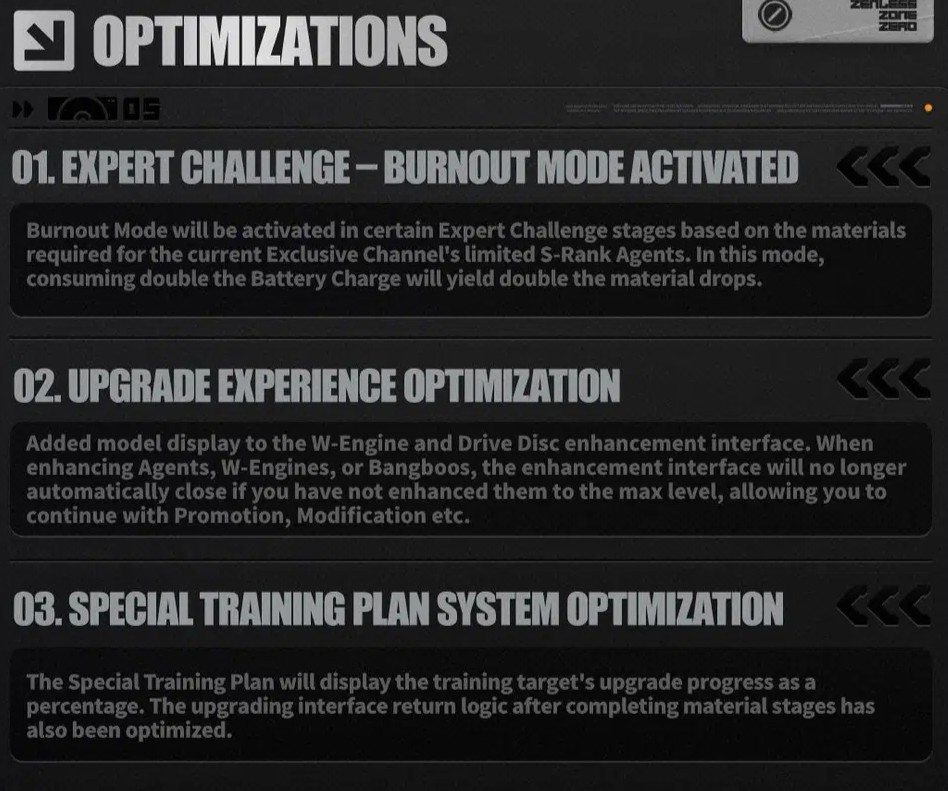 OPTIMIZATIONS
ZENLESS
ZONE
ZERO
05
01. EXPERT CHALLENGE – BURNOUT MODE ACTIVATED
Burnout Mode will be activated in certain Expert Challenge stages based on the materials
required for the current Exclusive Channel's limited S-Rank Agents. In this mode,
consuming double the Battery Charge will yield double the material drops.
02. UPGRADE EXPERIENCE OPTIMIZATION
Added model display to the W-Engine and Drive Disc enhancement interface. When
enhancing Agents, W-Engines, or Bangboos, the enhancement interface will no longer
automatically close if you have not enhanced them to the max level, allowing you to
continue with Promotion, Modification etc.
03. SPECIAL TRAINING PLAN SYSTEM OPTIMIZATION
The Special Training Plan will display the training target's upgrade progress as a
percentage. The upgrading interface return logic after completing material stages has
also been optimized.